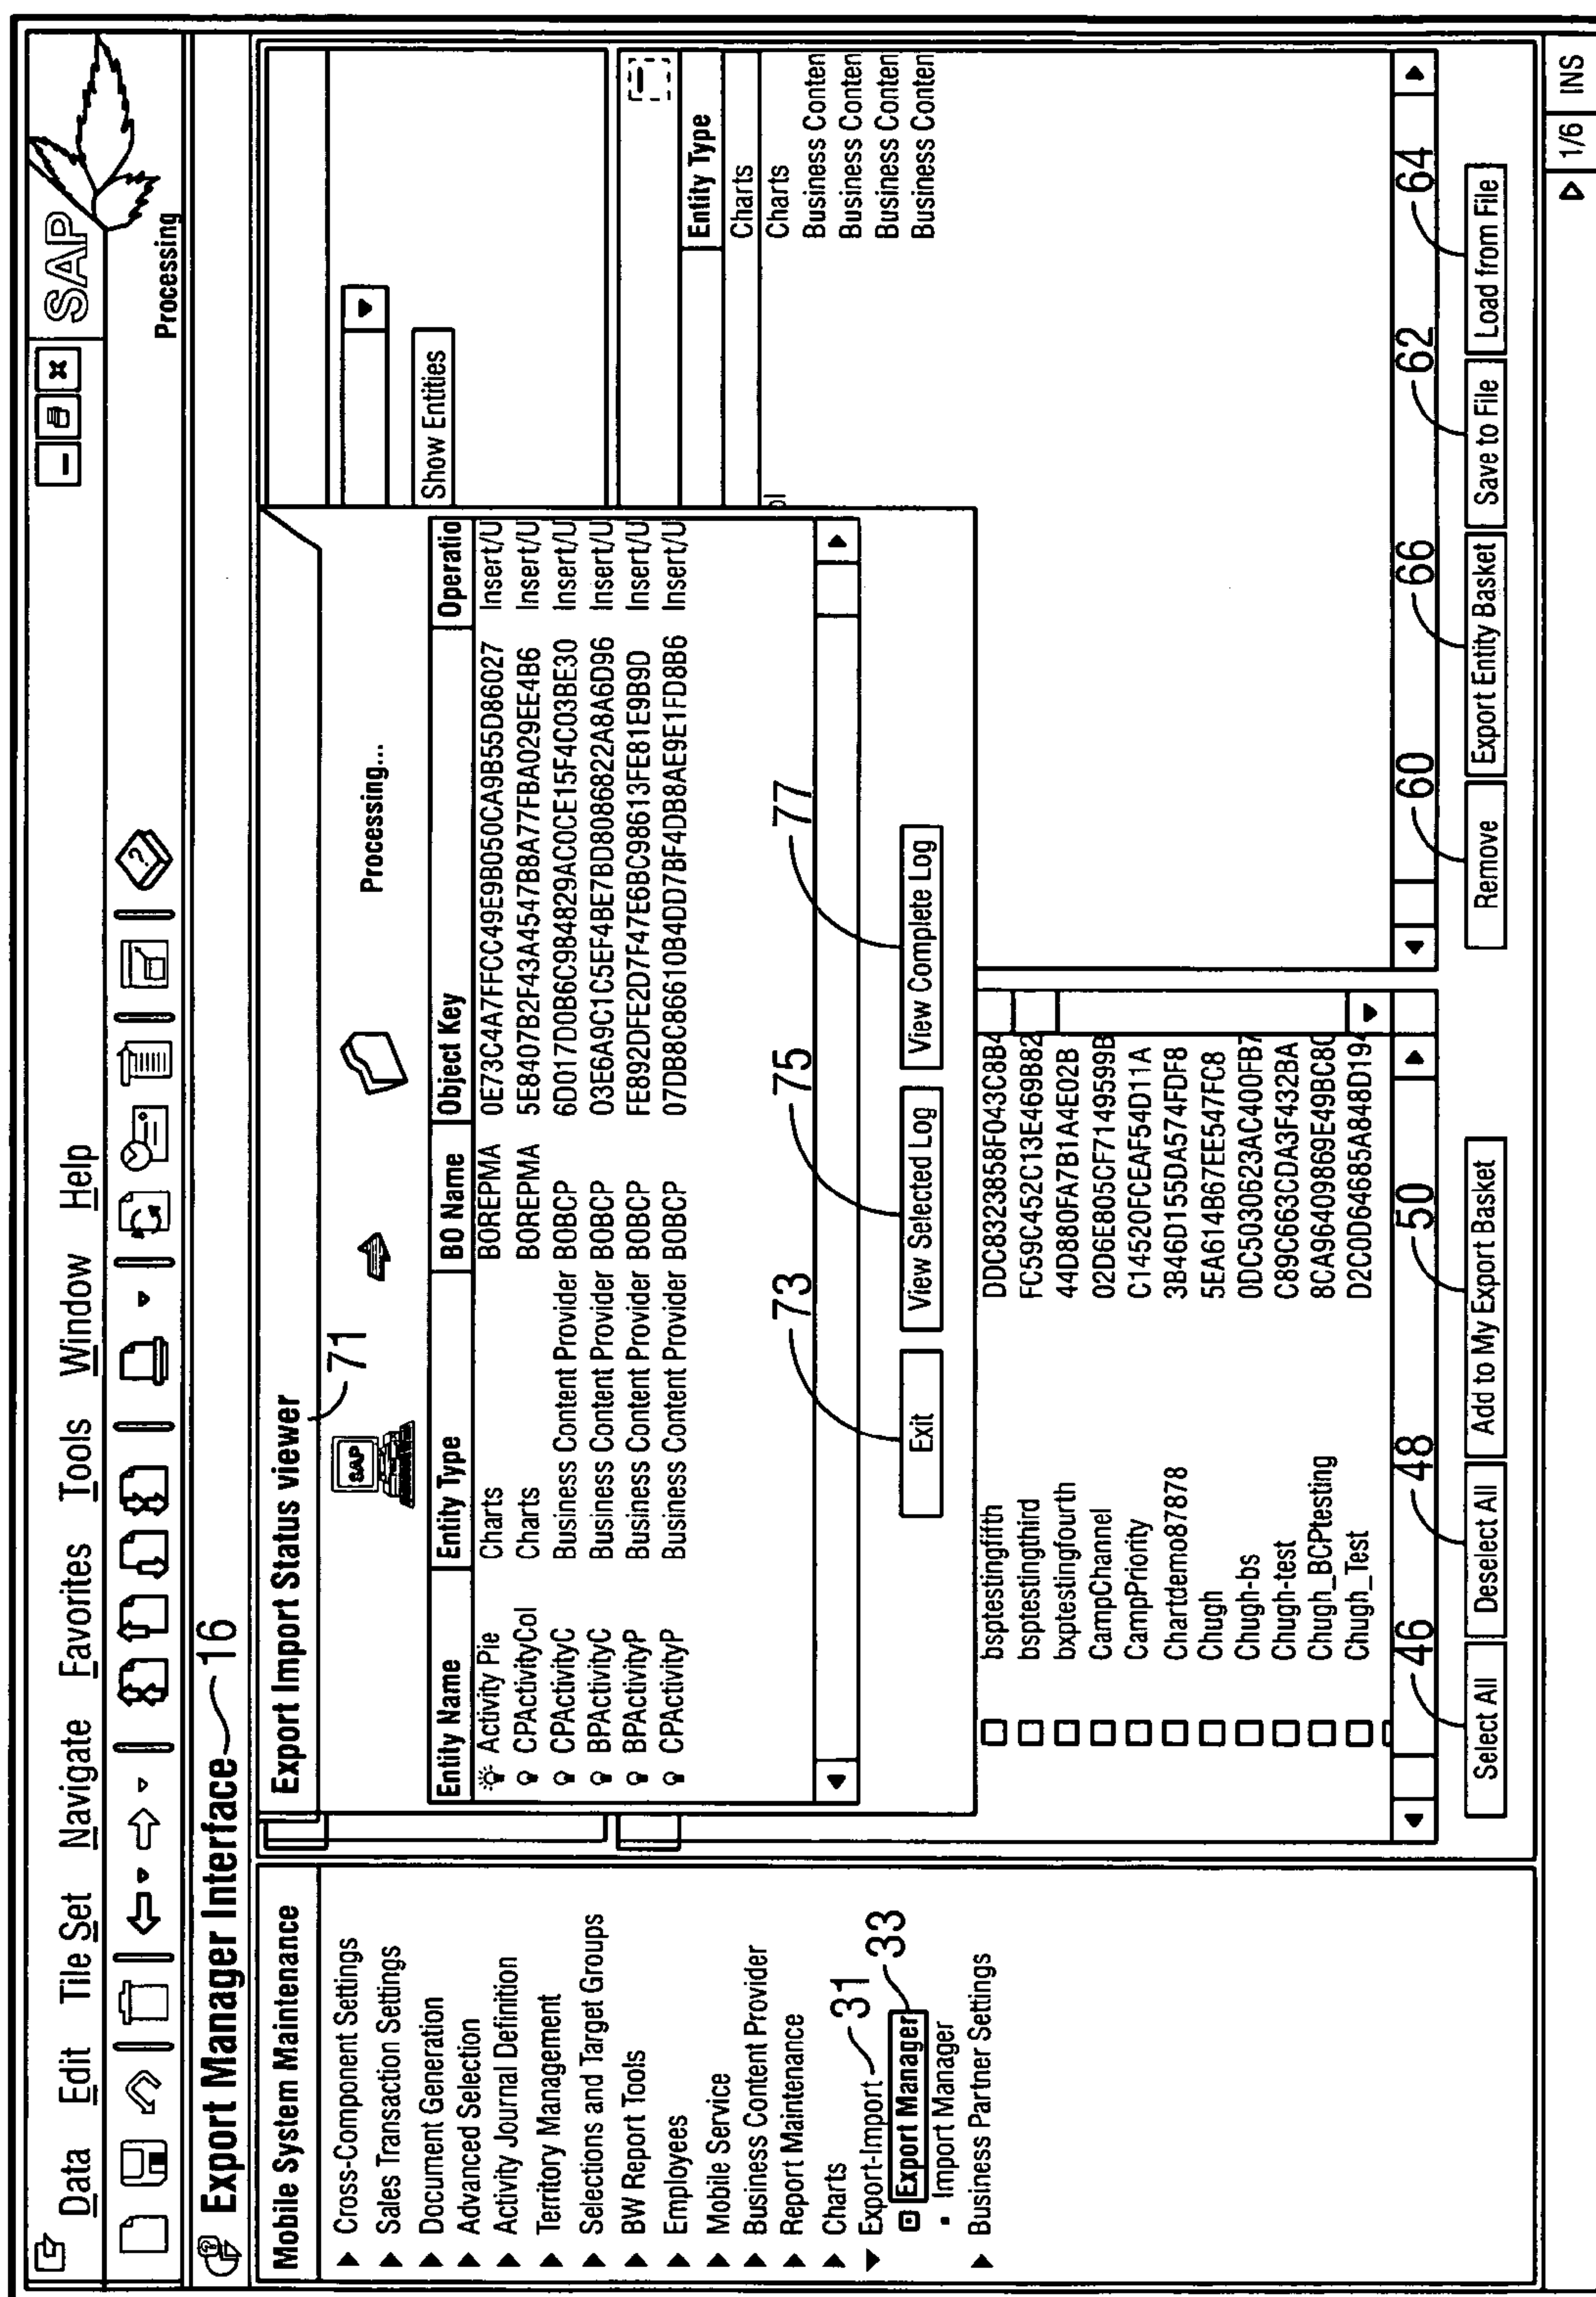 Data Edit Tile Set Navigate Favorites Tools Window Help
SAP
Processing
Export Manager Interface 16
Mobile System Maintenance
Cross-Component Settings
Sales Transaction Settings
Document Generation
Advanced Selection
Activity Journal Definition
Territory Management
Selections and Target Groups
BW Report Tools
Employees
Mobile Service
Business Content Provider
Report Maintenance
Charts
Export-Import 31
Export Manager 33
Import Manager
Business Partner Settings
Export Import Status viewer
71
SAP
Processing...
Entity Name Entity Type BO Name Object Key Operatio
Activity Pie Charts BOREPMA 0E73C4A7FFCC49E9B050CA9B55D86027 Insert/U
CPActivityCol Charts BOREPMA 5E8407B2F43A4547B8A77FBA029EE4B6 Insert/U
CPActivityC Business Content Provider BOBCP 6D017D0B6C984829AC0CE15F4C03BE30 Insert/U
BPActivityC Business Content Provider BOBCP 03E6A9C1C5EF4BE7BD8086822A8A6D96 Insert/U
BPActivityP Business Content Provider BOBCP FE892DFE2D7F47E6BC98613FE81E9B9D Insert/U
CPActivityP Business Content Provider BOBCP 07DB8C866610B4DD7BF4DB8AE9E1FD8B6 Insert/U
73 75 77
Exit View Selected Log View Complete Log
Show Entities
Entity Type
Charts
Charts
Business Conten
Business Conten
Business Conten
Business Conten
bsptestingfifth DDC8323858F043C8B4
bsptestingthird FC59C452C13E469B82
bxptestingfourth 44D880FA7B1A4E02B
CampChannel 02D6E805CF7149599B
CampPriority C14520FCEAF54D11A
Chartdemo87878 3B46D155DA574FDF8
Chugh 5EA614B67EE547FC8
Chugh-bs 0DC5030623AC400FB7
Chugh-test C89C663CDA3F432BA
Chugh_BCPtesting 8CA96409869E49BC80
Chugh_Test D2C0D64685A848D194
46 48 50 60 66 62 64
Select All Deselect All Add to My Export Basket Remove Export Entity Basket Save to File Load from File
1/6 INS